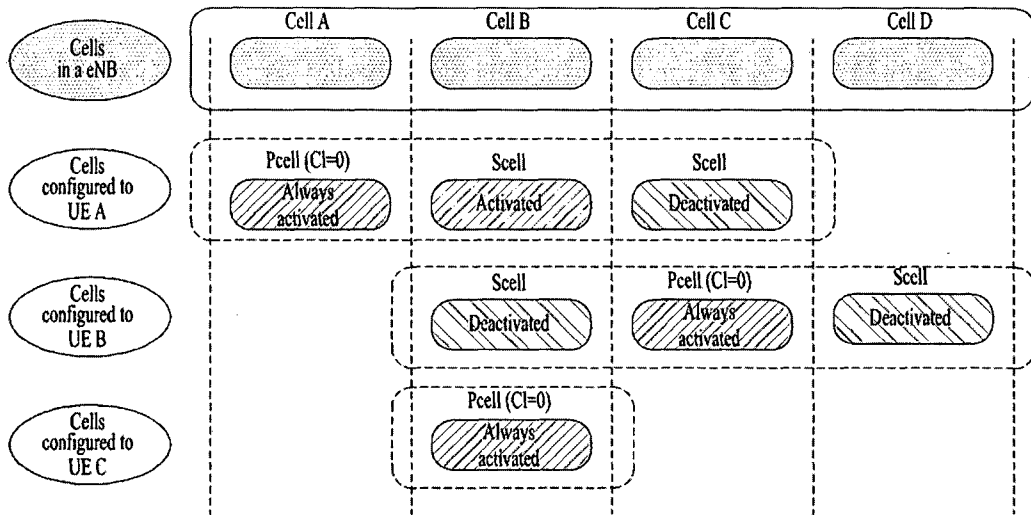 Cell A
Cell B
Cell C
Cell D
Cells
in a eNB
Cells
configured to
UE A
Pcell (CI=0)
Always
activated
Scell
Activated
Scell
Deactivated
Cells
configured to
UE B
Scell
Deactivated
Pcell (CI=0)
Always
activated
Scell
Deactivated
Cells
configured to
UE C
Pcell (CI=0)
Always
activated